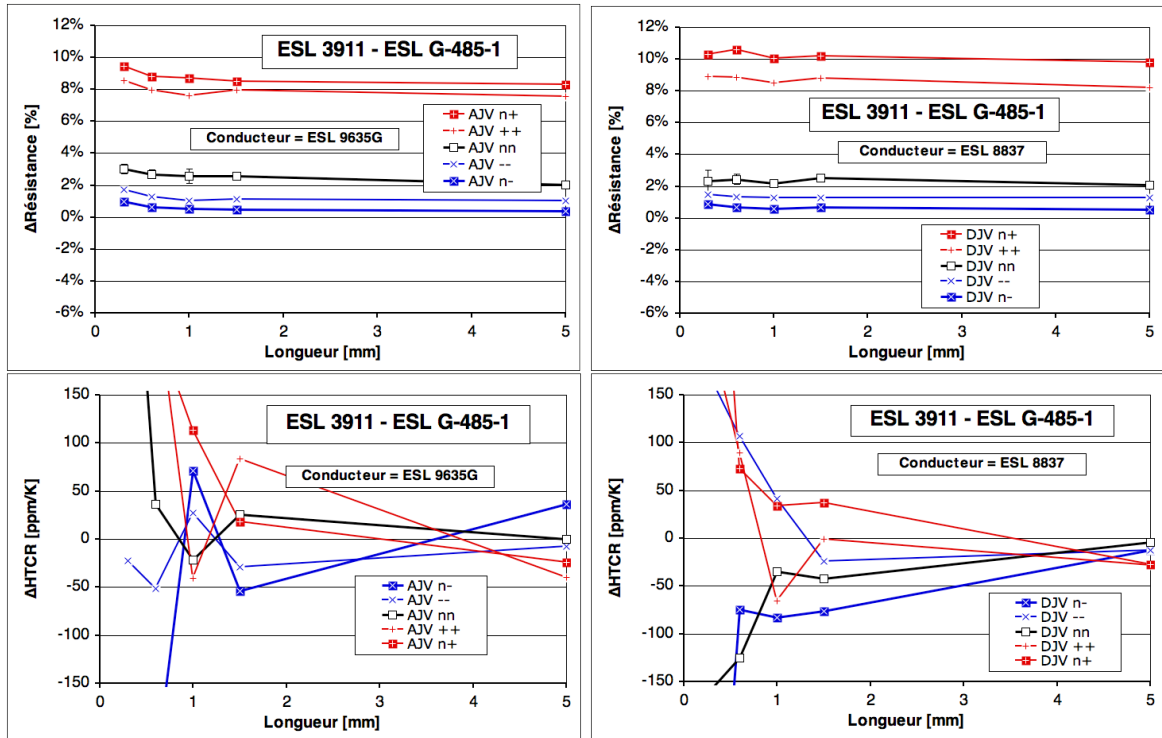 12%
10%
8%
6%
4%
2%
0%
-2%
-4%
-6%
ΔRésistance [%]
ESL 3911 - ESL G-485-1
AJV n+
AJV ++
AJV nn
AJV --
AJV n-
Conducteur = ESL 9635G
0
1
2
3
4
5
Longueur [mm]
12%
10%
8%
6%
4%
2%
0%
-2%
-4%
-6%
ΔRésistance [%]
ESL 3911 - ESL G-485-1
Conducteur = ESL 8837
DJV n+
DJV ++
DJV nn
DJV --
DJV n-
0
1
2
3
4
5
Longueur [mm]
150
100
50
0
-50
-100
-150
ΔHTCR [ppm/K]
ESL 3911 - ESL G-485-1
Conducteur = ESL 9635G
AJV n-
AJV --
AJV nn
AJV ++
AJV n+
0
1
2
3
4
5
Longueur [mm]
150
100
50
0
-50
-100
-150
ΔHTCR [ppm/K]
ESL 3911 - ESL G-485-1
Conducteur = ESL 8837
DJV n-
DJV --
DJV nn
DJV ++
DJV n+
0
1
2
3
4
5
Longueur [mm]